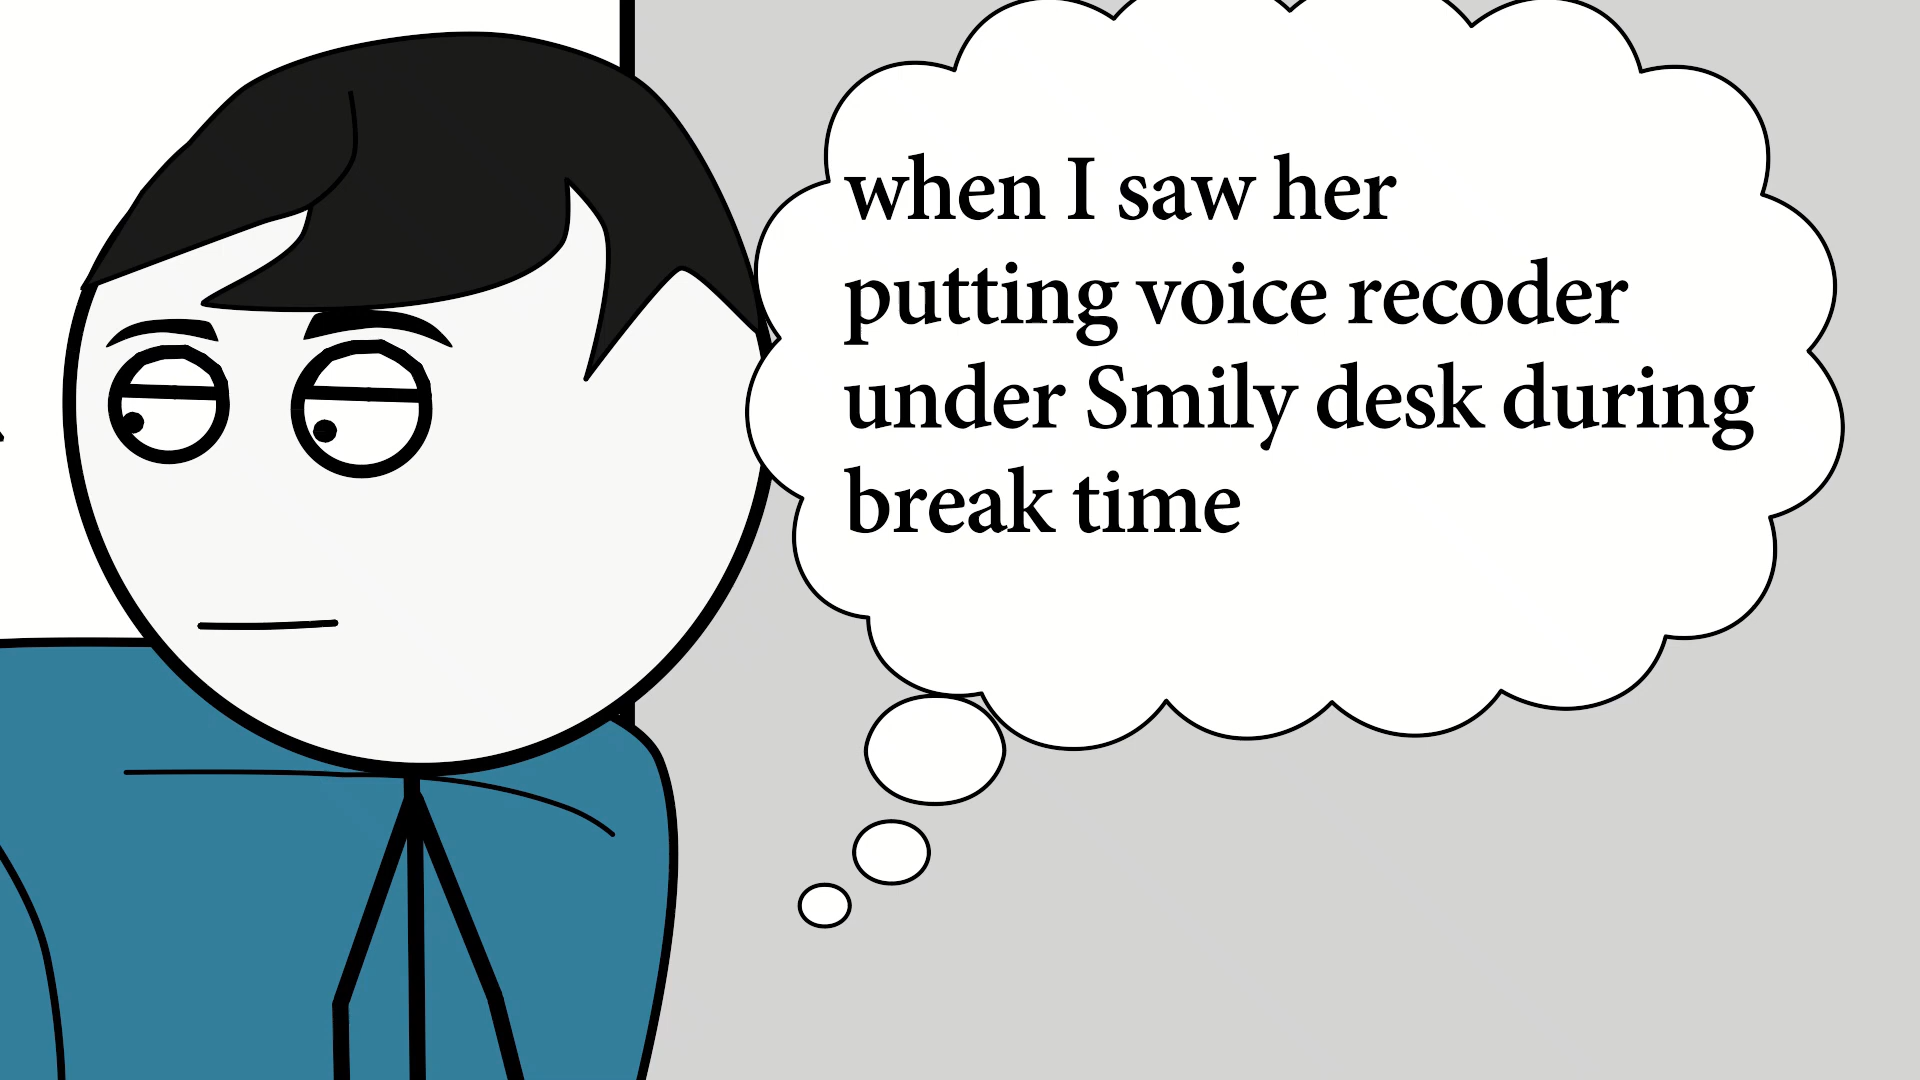 when I saw her
putting voice recoder
under Smily desk during
break time